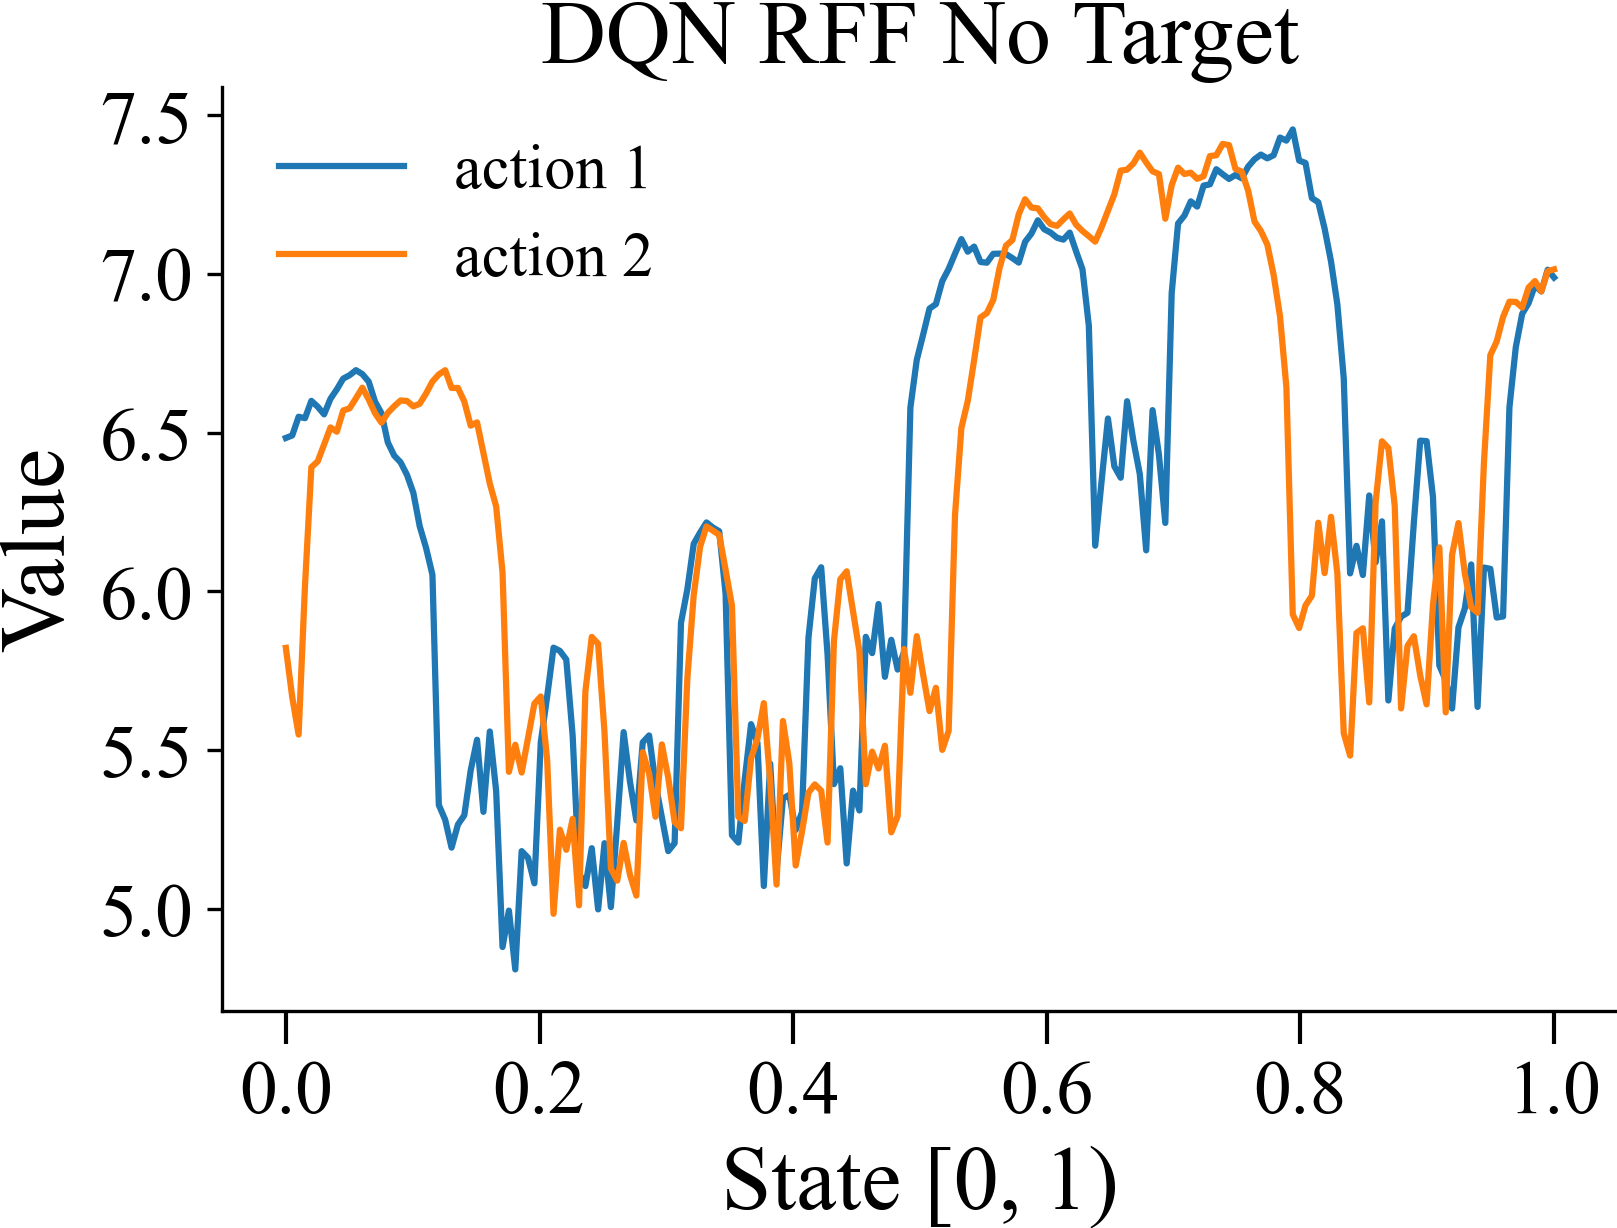 DQN RFF No Target
7.5
7.0
6.5
6.0
5.5
5.0
Value
action 1
action 2
0.0 0.2 0.4 0.6 0.8 1.0
State [0, 1)